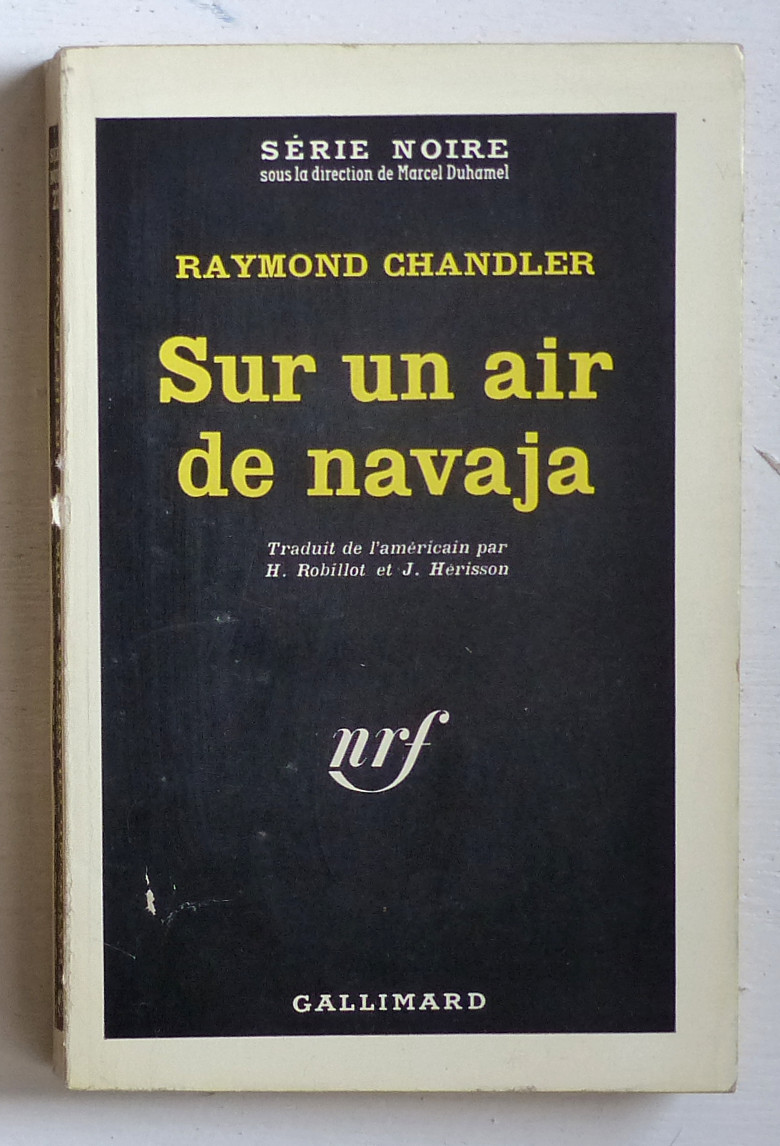 SÉRIE NOIRE
sous la direction de Marcel Duhamel
RAYMOND CHANDLER
Sur un air
de navaja
Traduit de l'américain par
H. Robillot et J. Hérisson
nrf
GALLIMARD